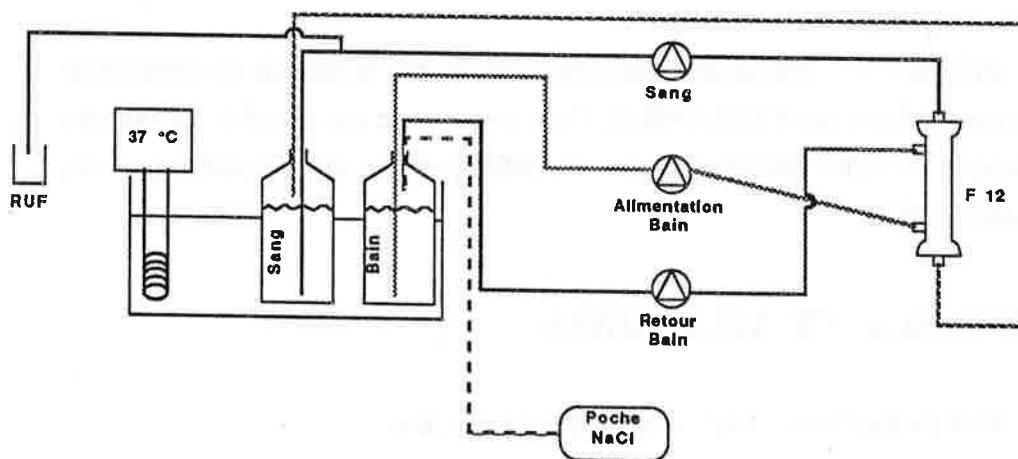 Sang
37 °C
RUF
Sang
Bain
Alimentation
Bain
F 12
Retour
Bain
Poche
NaCl